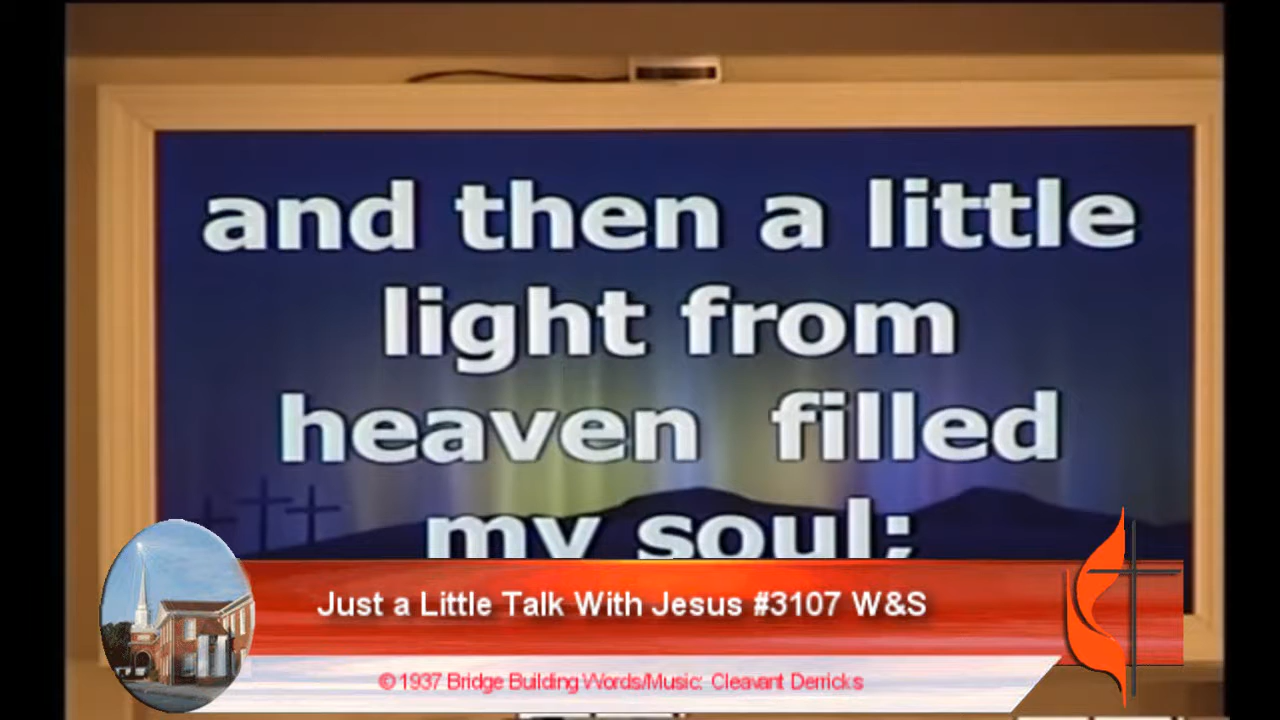 and then a little
light from
heaven filled
my soul;
Just a Little Talk With Jesus #3107 W&S
© 1937 Bridge Building Words/Music: Cleavant Derricks